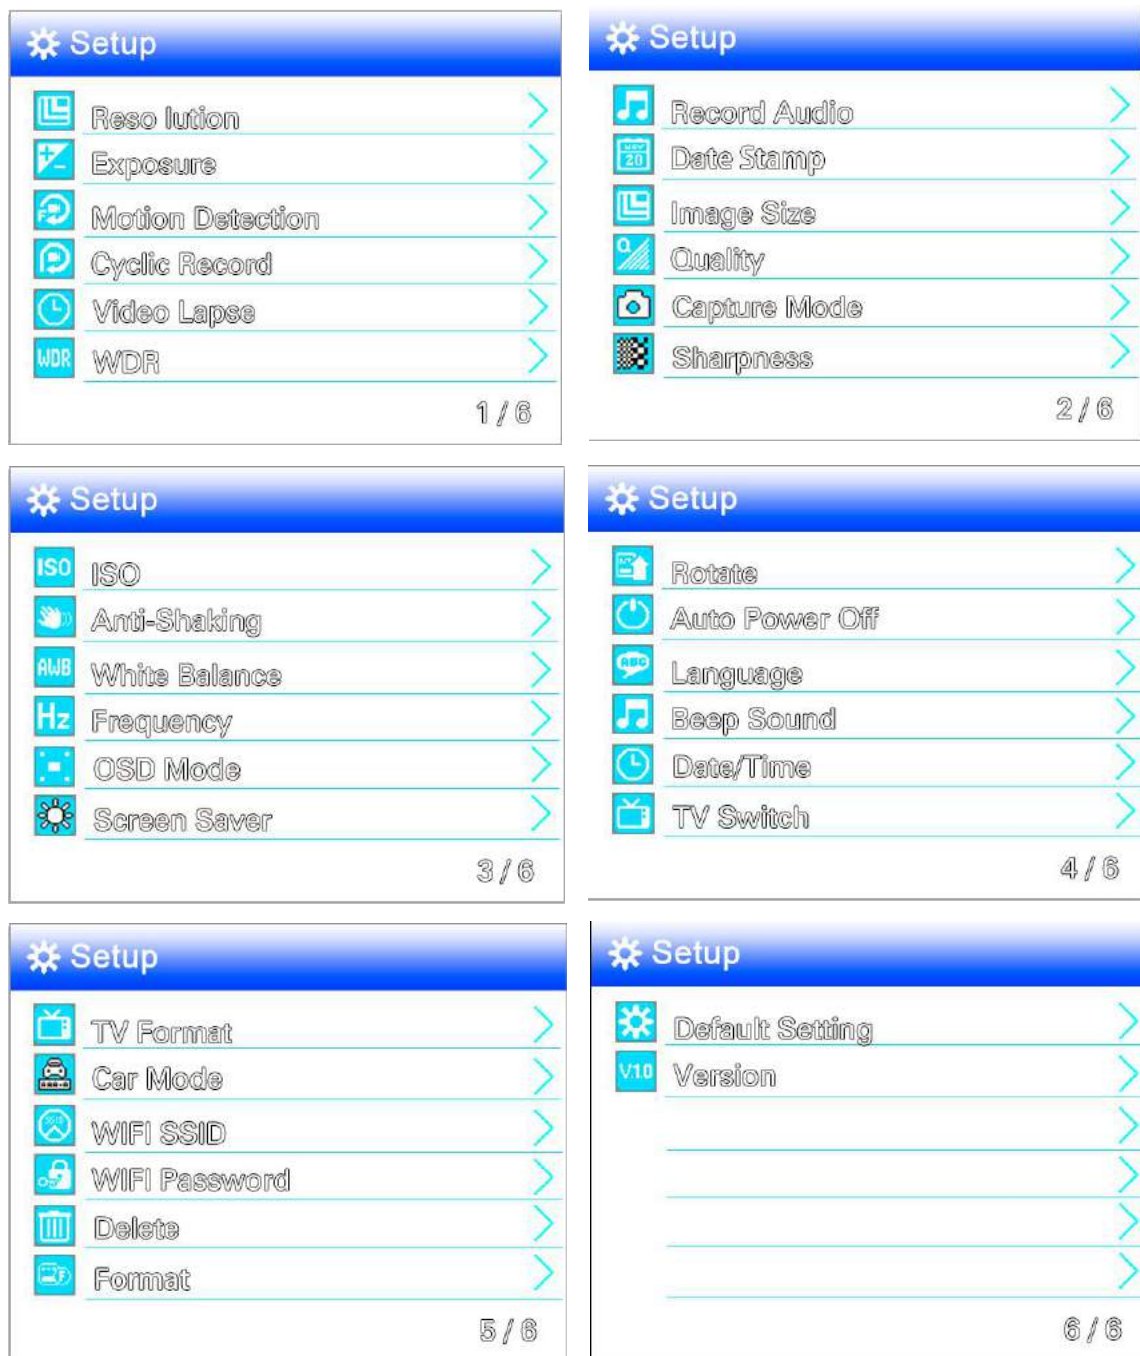 Setup
Reso lution
Exposure
Motion Detection
Cyclic Record
Video Lapse
WDR WDR
1 / 6
Setup
Record Audio
20 Date Stamp
Image Size
Q Quality
Capture Mode
Sharpness
2 / 6
Setup
ISO ISO
Anti-Shaking
AWB White Balance
Hz Frequency
OSD Mode
Screen Saver
3 / 6
Setup
Rotate
Auto Power Off
ABC Language
Beep Sound
Date/Time
TV Switch
4 / 6
Setup
TV Format
Car Mode
WIFI SSID
WIFI Password
Delete
F Format
5 / 6
Setup
Default Setting
V1.0 Version
6 / 6